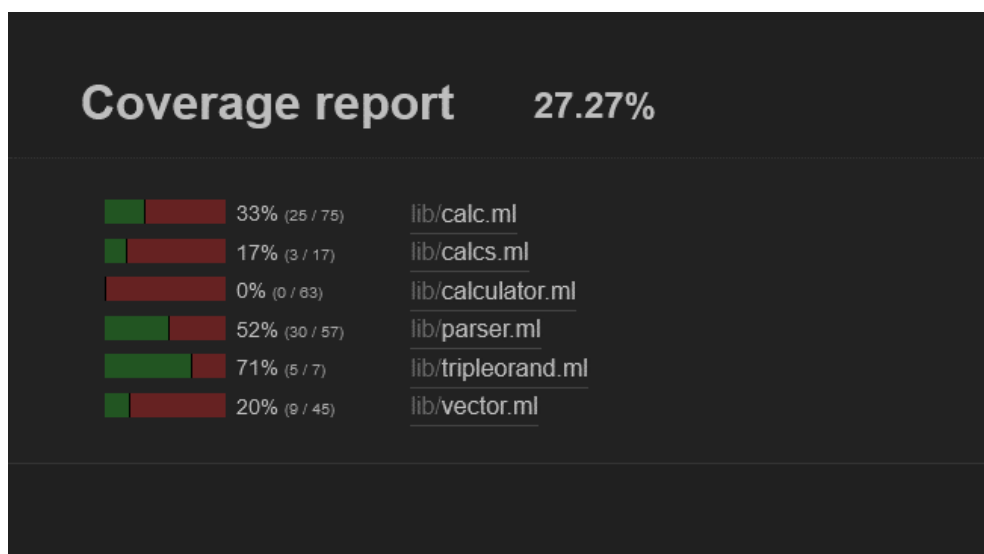 Coverage report 27.27%
33% (25 / 75) lib/calc.ml
17% (3 / 17) lib/calcs.ml
0% (0 / 63) lib/calculator.ml
52% (30 / 57) lib/parser.ml
71% (5 / 7) lib/tripleorand.ml
20% (9 / 45) lib/vector.ml